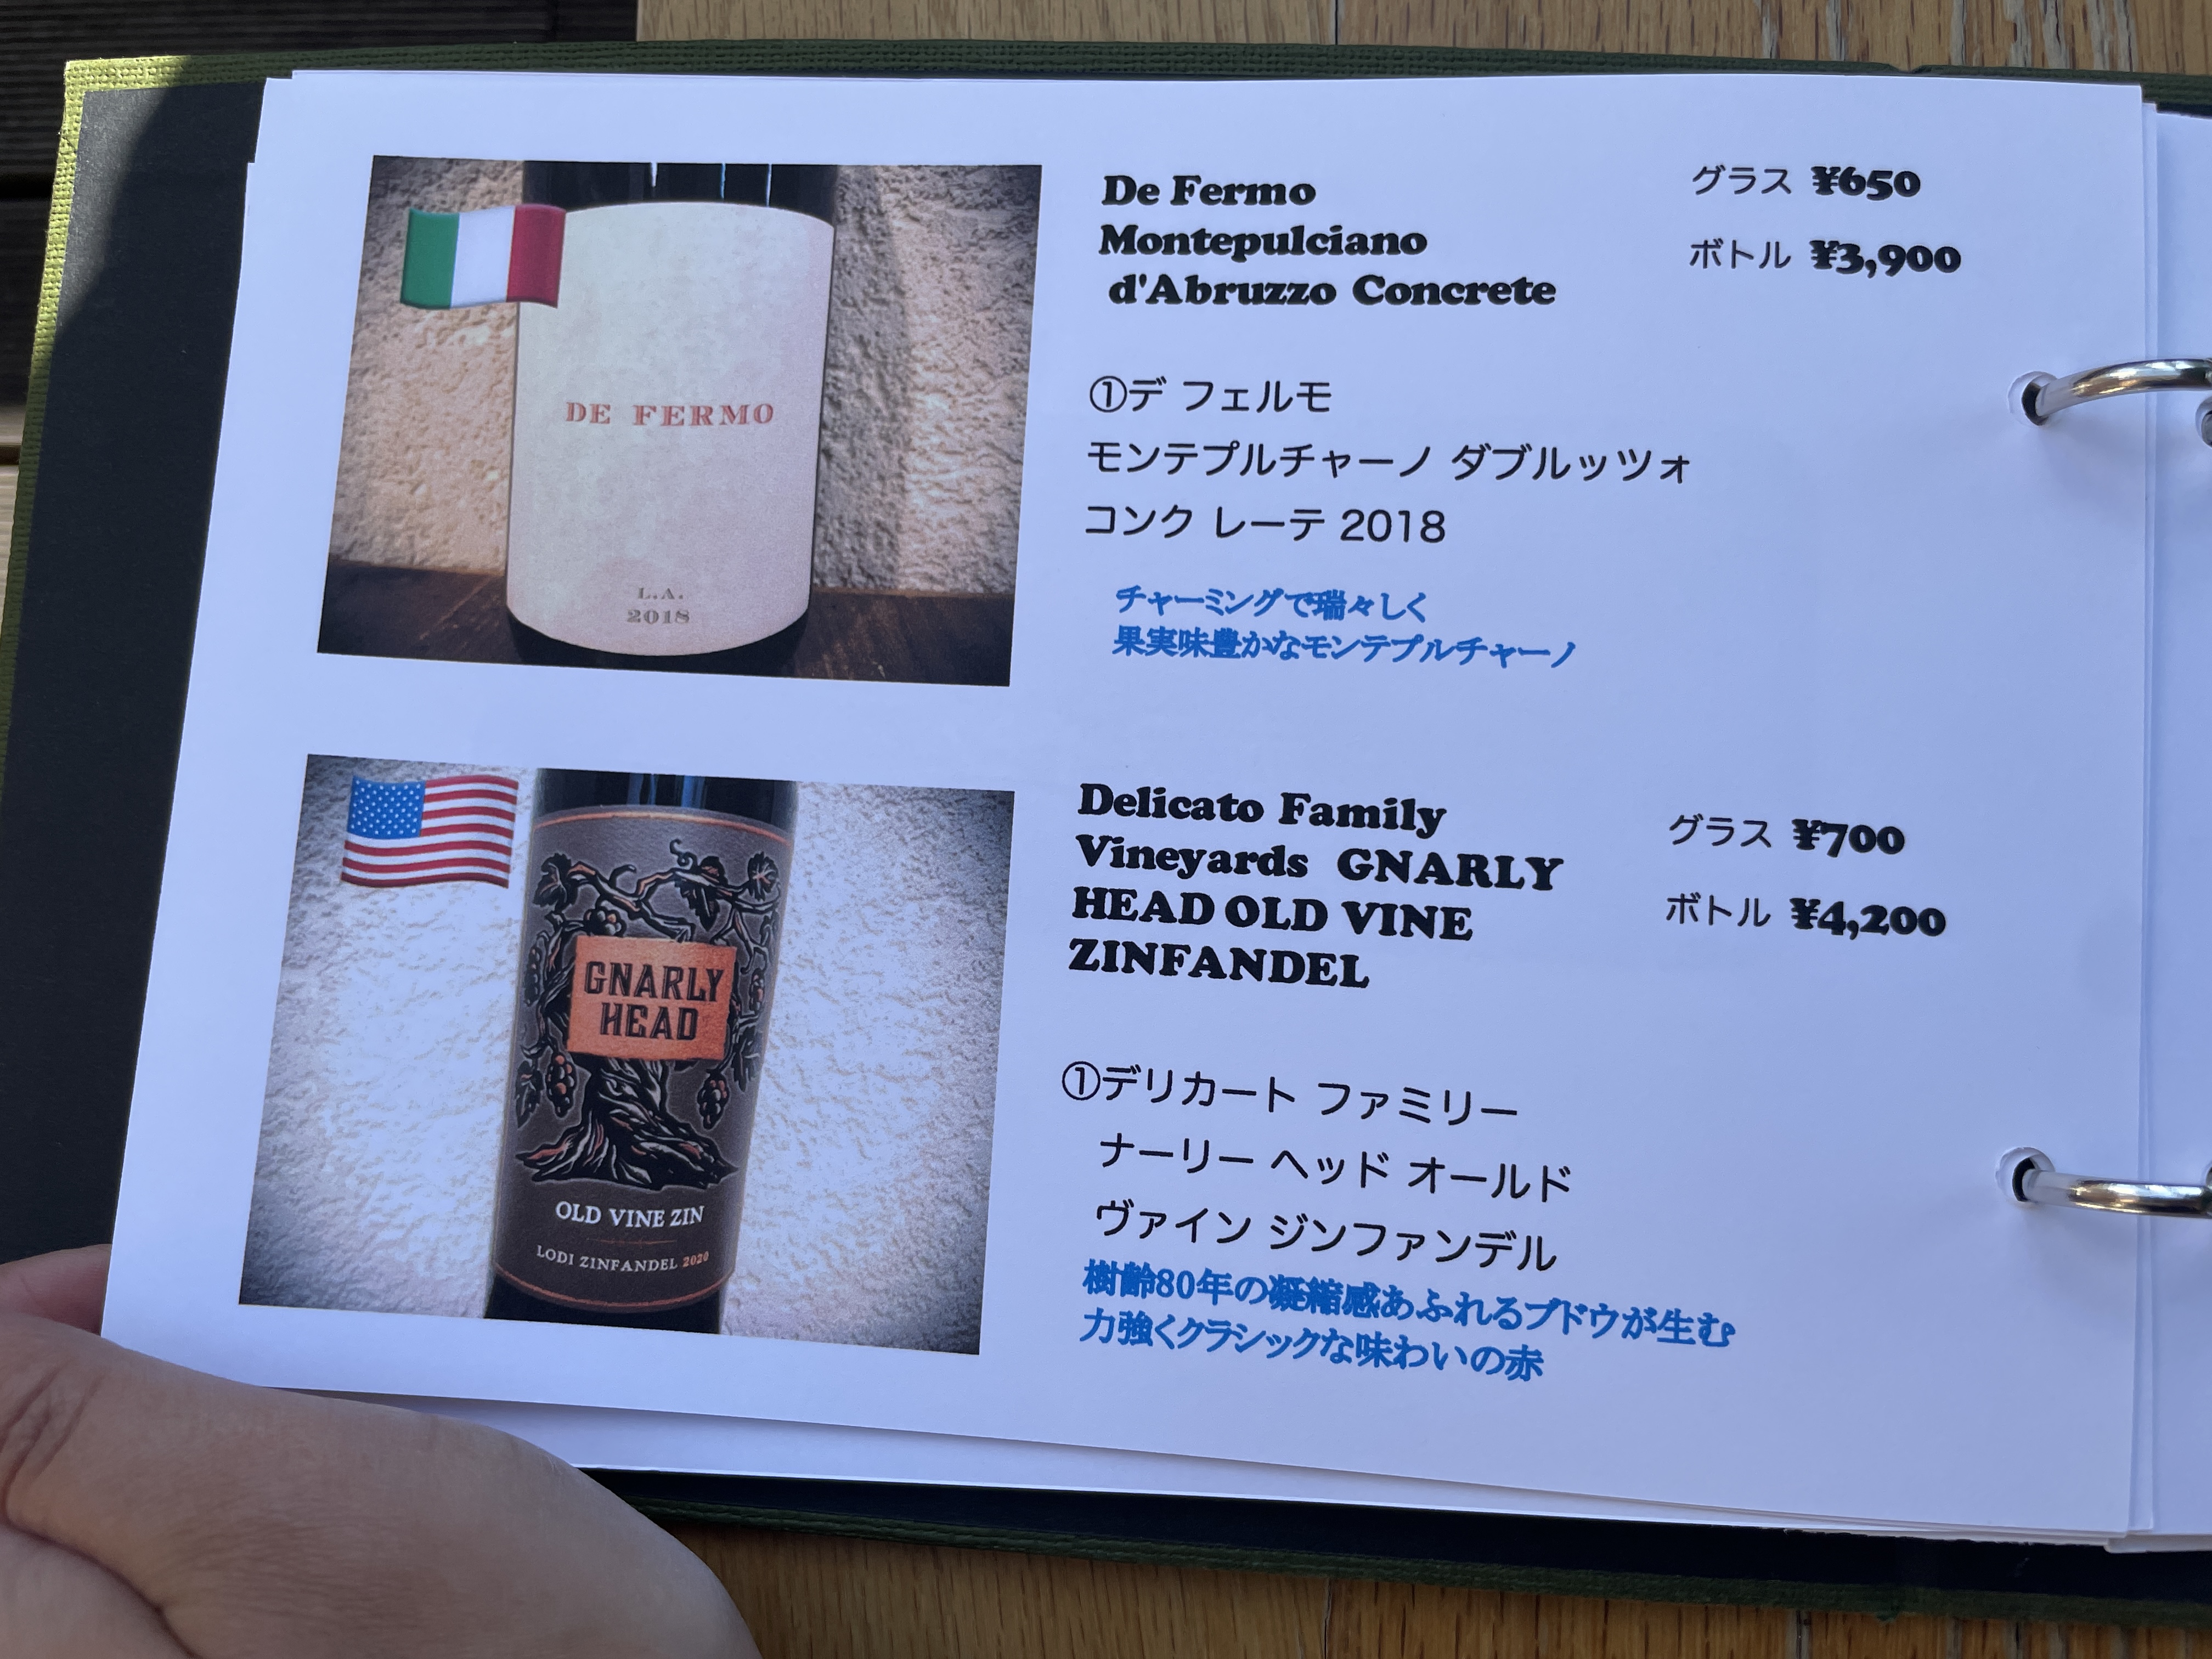 DE FERMO
L.A.
2018
De Fermo
Montepulciano
d'Abruzzo Concrete
グラス ¥650
ボトル ¥3,900
①デ フェルモ
モンテプルチャーノ ダブルッツォ
コンク レーテ 2018
チャーミングで瑞々しく
果実味豊かなモンテプルチャーノ
GNARLY
HEAD
OLD VINE ZIN
LODI ZINFANDEL 2020
Delicato Family
Vineyards GNARLY
HEAD OLD VINE
ZINFANDEL
グラス ¥700
ボトル ¥4,200
①デリカート ファミリー
ナーリー ヘッド オールド
ヴァイン ジンファンデル
樹齢80年の凝縮感あふれるブドウが生む
力強くクラシックな味わいの赤